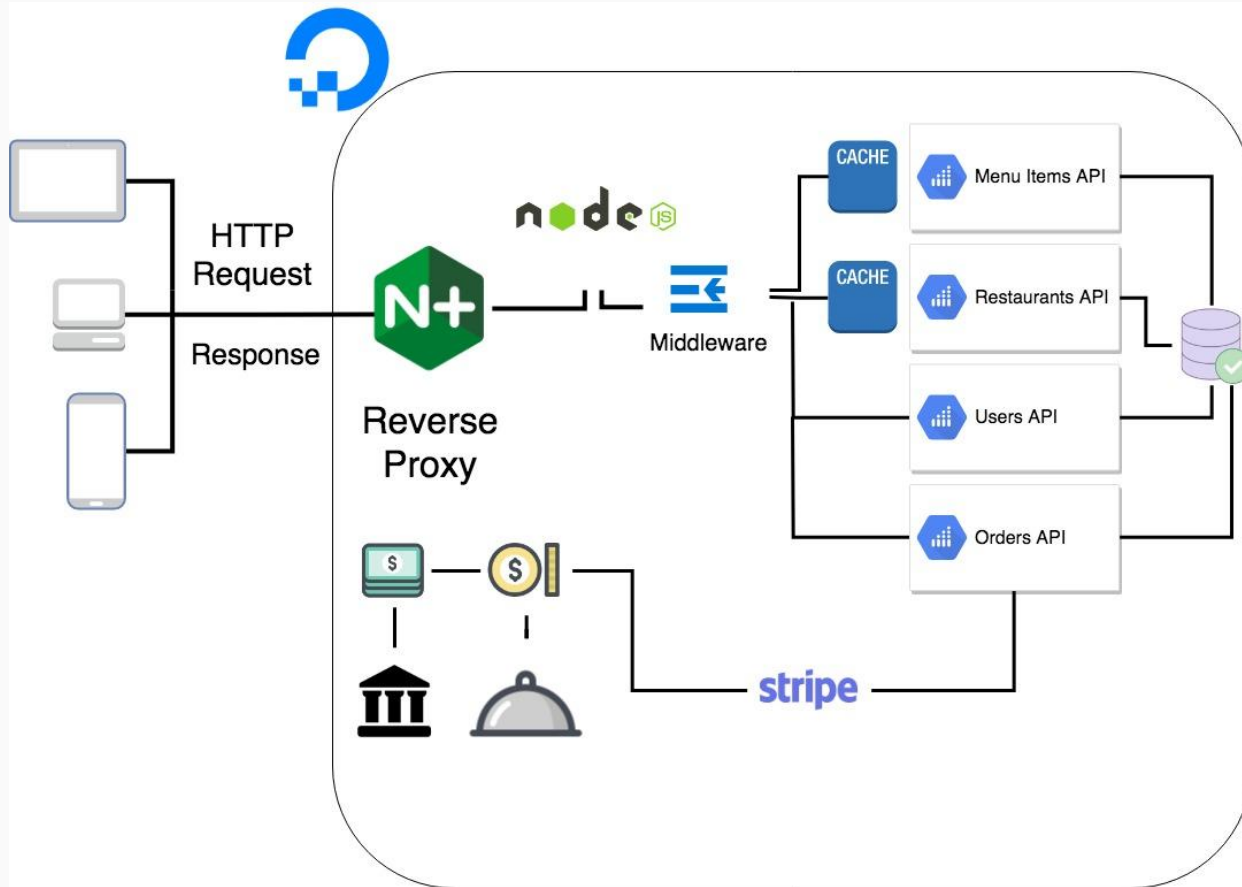 HTTP
Request
Response
N+
Reverse
Proxy
node
JS
Middleware
CACHE
Menu Items API
CACHE
Restaurants API
Users API
Orders API
$
$
stripe